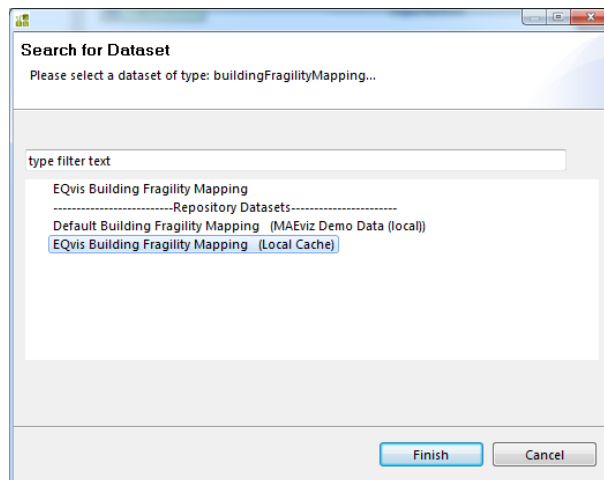 Search for Dataset
Please select a dataset of type: buildingFragilityMapping...
type filter text
EQvis Building Fragility Mapping
--------------------------Repository Datasets-----------------------
Default Building Fragility Mapping   (MAEviz Demo Data (local))
EQvis Building Fragility Mapping   (Local Cache)
Finish
Cancel